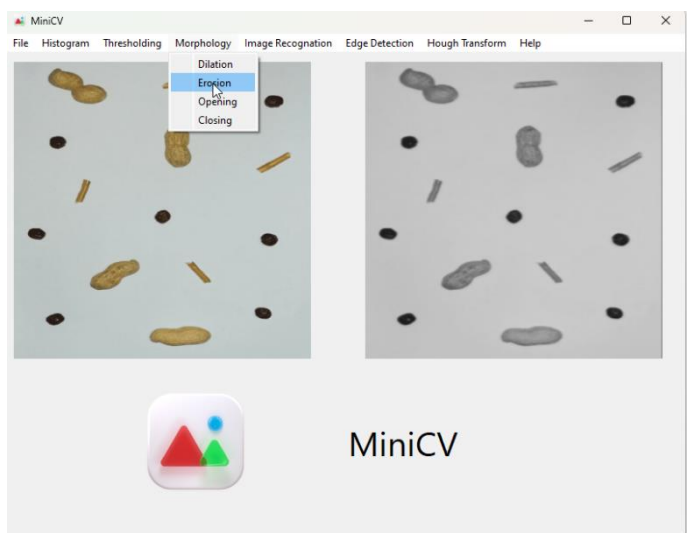 MiniCV
File Histogram Thresholding Morphology Image Recognation Edge Detection Hough Transform Help
Dilation
Erosion
Opening
Closing
MiniCV